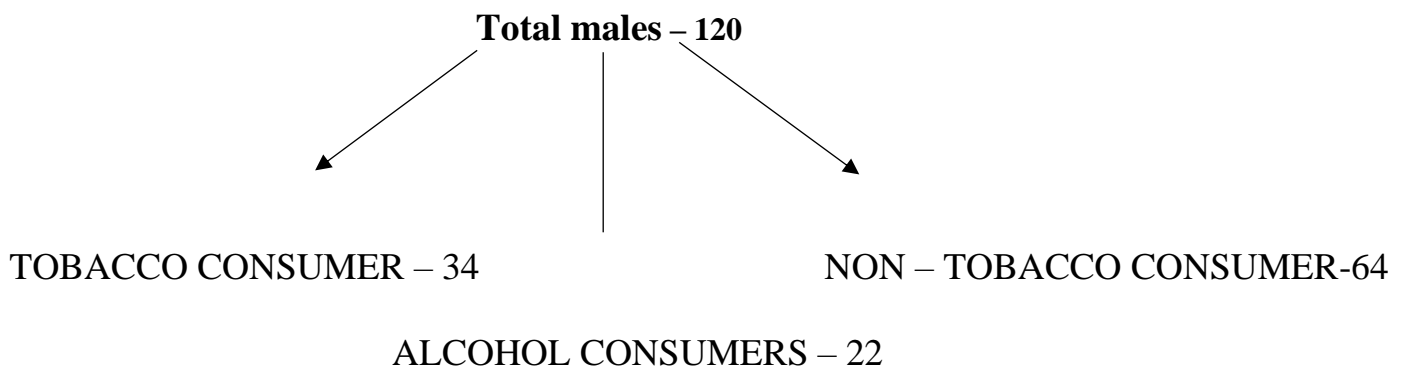 Total males – 120
TOBACCO CONSUMER – 34
NON – TOBACCO CONSUMER-64
ALCOHOL CONSUMERS – 22